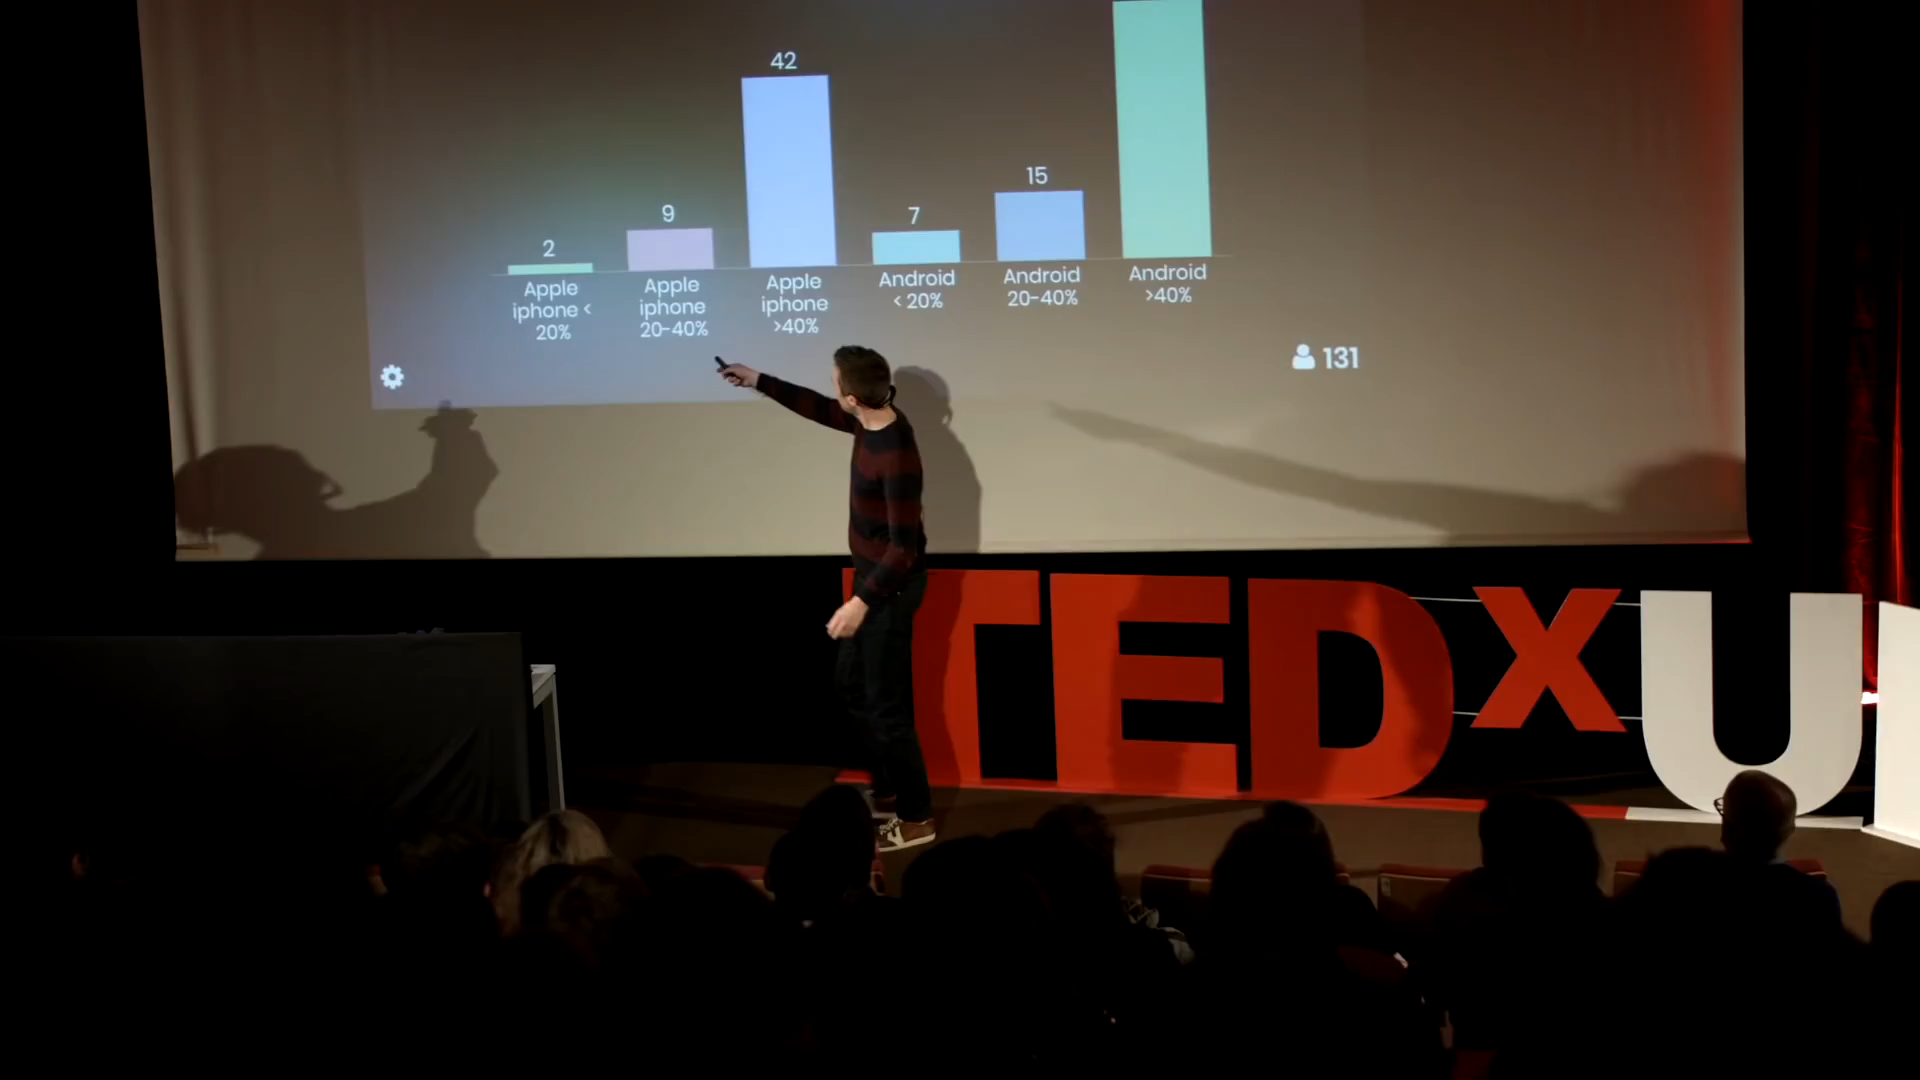 42
15
9
7
2
Apple
iphone <
20%
Apple
iphone
20-40%
Apple
iphone
>40%
Android
< 20%
Android
20-40%
Android
>40%
131
TEDxU